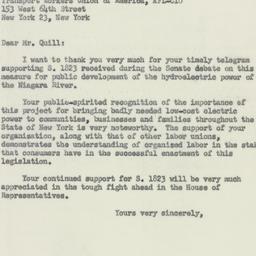 Transport Workers Union of America, AFL-CIO
153 West 64th Street
New York 23, New York
Dear Mr. Quill:
I want to thank you very much for your timely telegram
supporting S. 1823 received during the Senate debate on this
measure for public development of the hydroelectric power of the
Niagara River.
Your public-spirited recognition of the importance of
this project for bringing badly needed low-cost electric
power to communities, businesses and families throughout the
State of New York is very noteworthy. The support of your
organization, along with that of other labor unions,
demonstrates the understanding of organized labor in the stak
that consumers have in the successful enactment of this
legislation.
Your continued support for S. 1823 will be very much
appreciated in the tough fight ahead in the House of
Representatives.
Yours very sincerely,